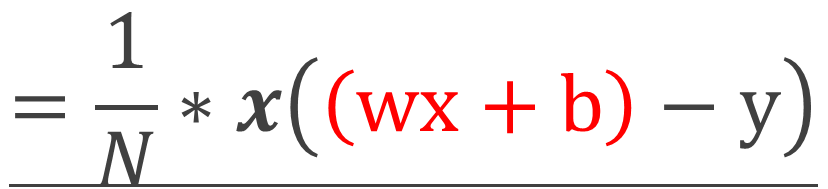 = 1/N * x((wx + b) − y)